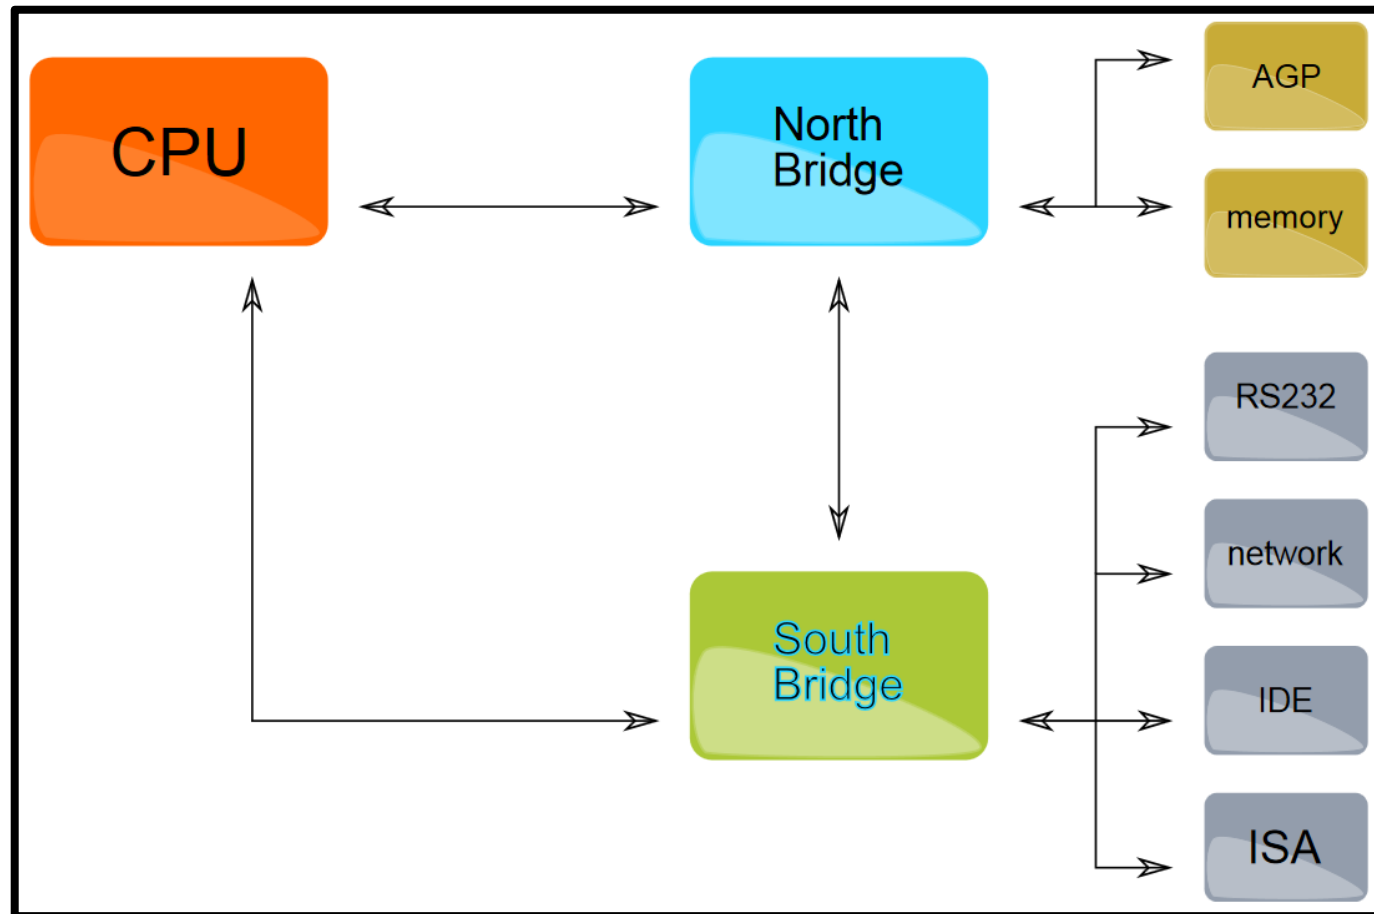 CPU
North
Bridge
AGP
memory
South
Bridge
RS232
network
IDE
ISA